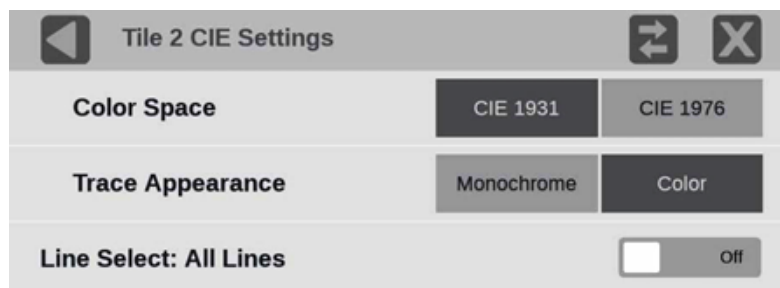 Tile 2 CIE Settings
Color Space CIE 1931 CIE 1976
Trace Appearance Monochrome Color
Line Select: All Lines Off